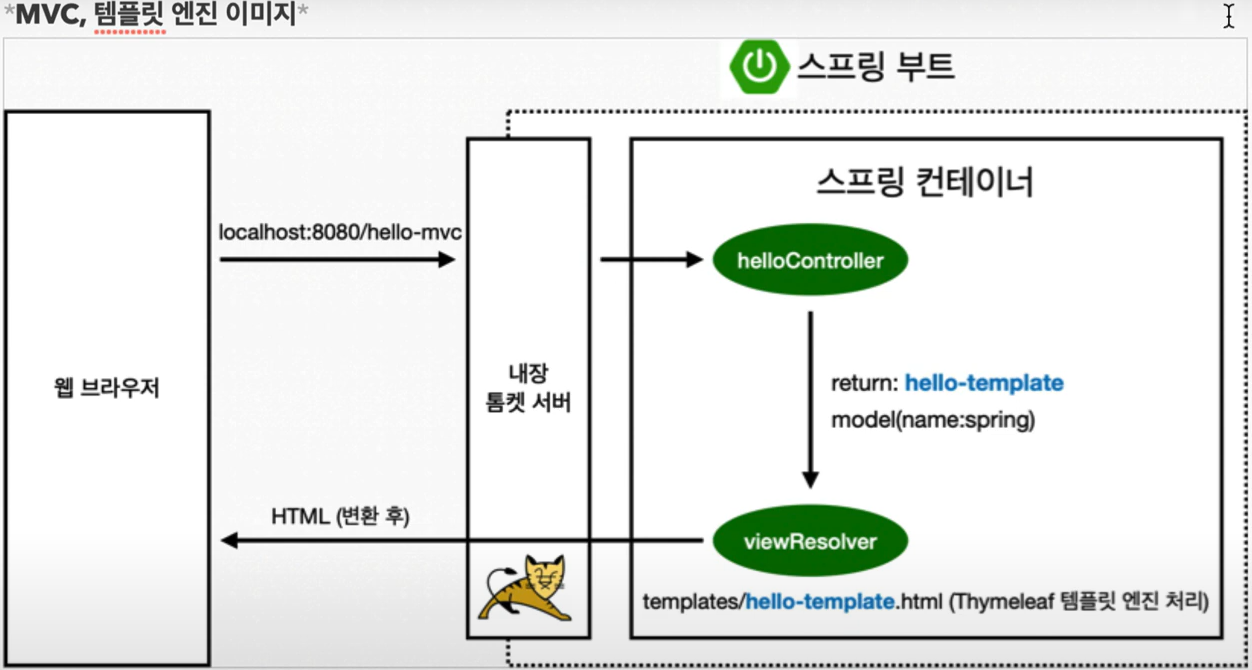 *MVC, 템플릿 엔진 이미지*
스프링 부트
스프링 컨테이너
localhost:8080/hello-mvc
helloController
웹 브라우저
내장
톰켓 서버
return: hello-template
model(name:spring)
HTML (변환 후)
viewResolver
templates/hello-template.html (Thymeleaf 템플릿 엔진 처리)